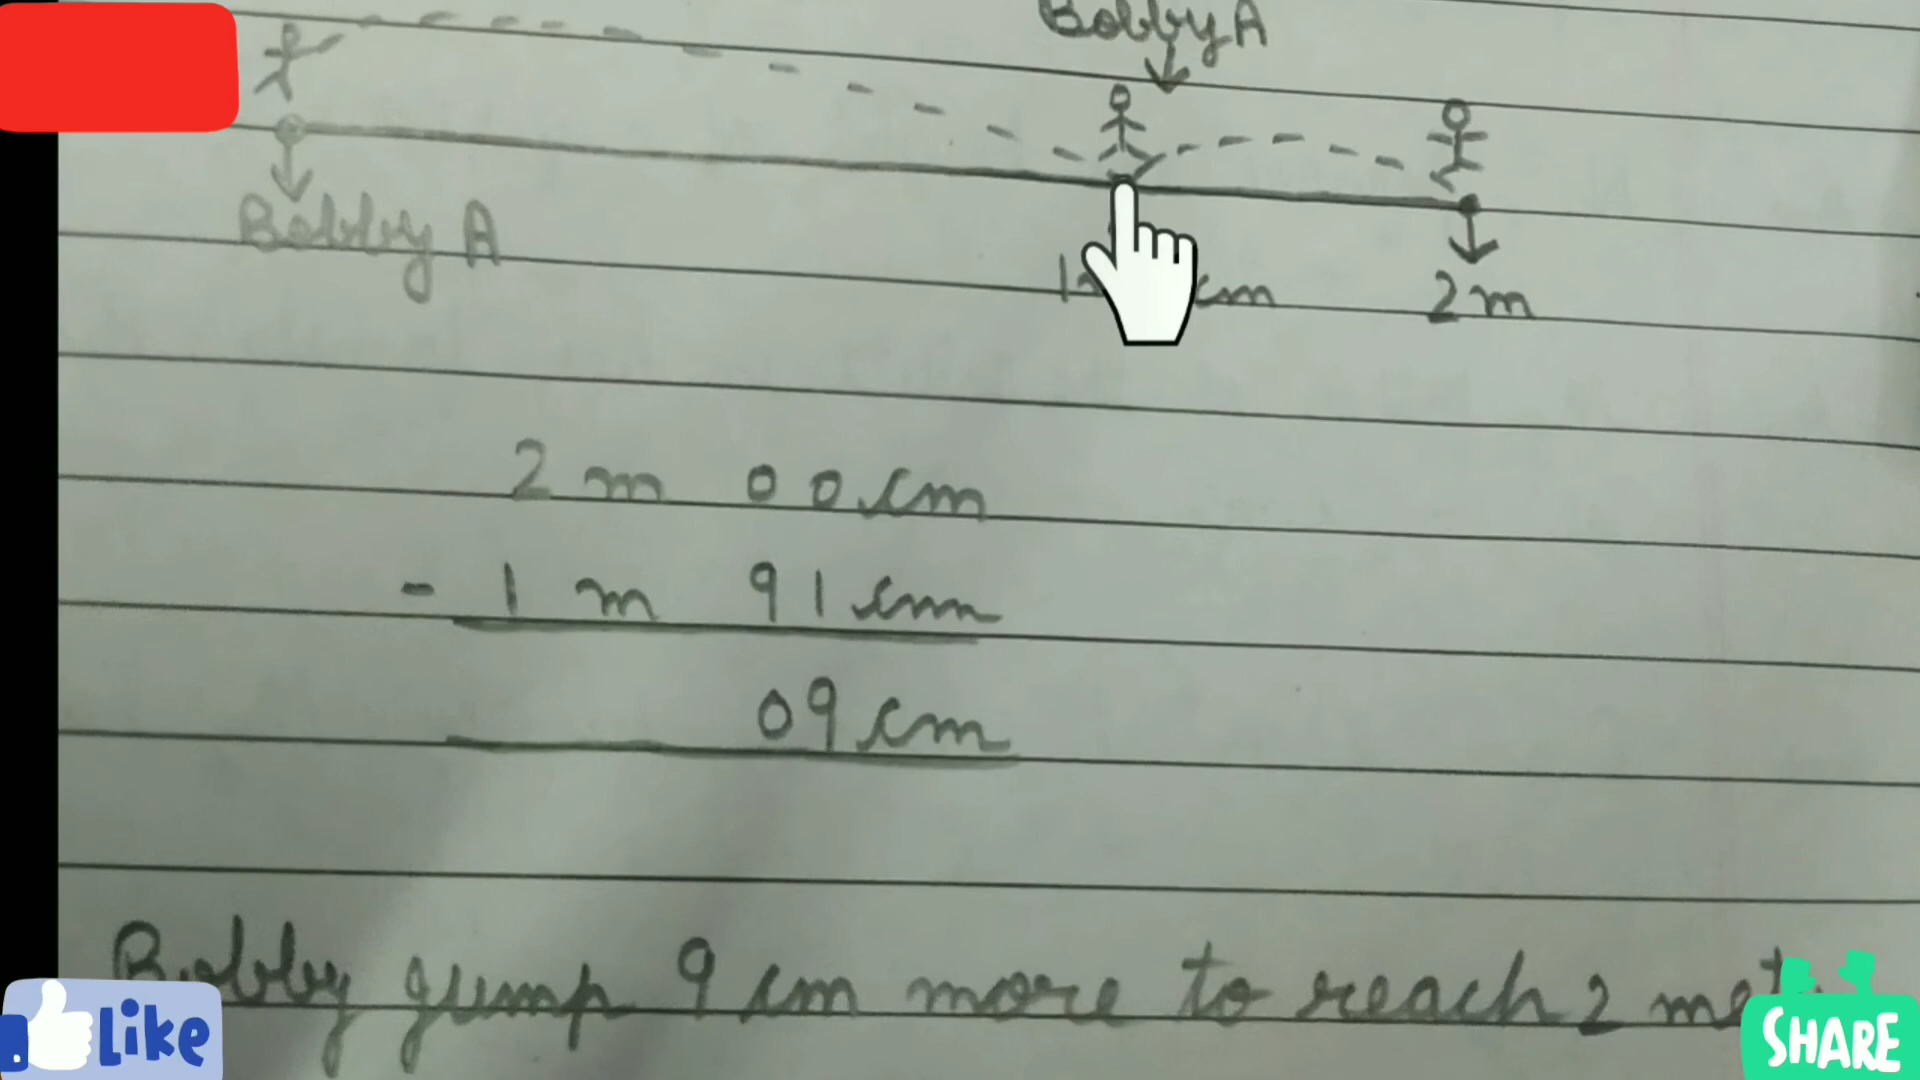 Bobby A
Bobby A
cm
2 m
2 m 00 cm
- 1 m 91 cm
09 cm
Bobby jump 9 cm more to reach 2
Like
SHARE